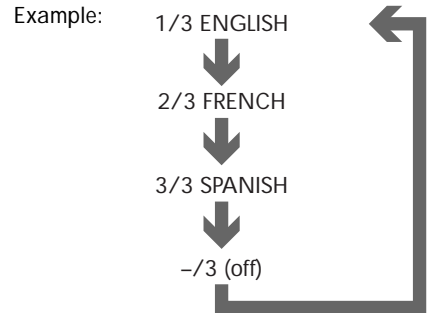 Example:
1/3 ENGLISH
2/3 FRENCH
3/3 SPANISH
–/3 (off)